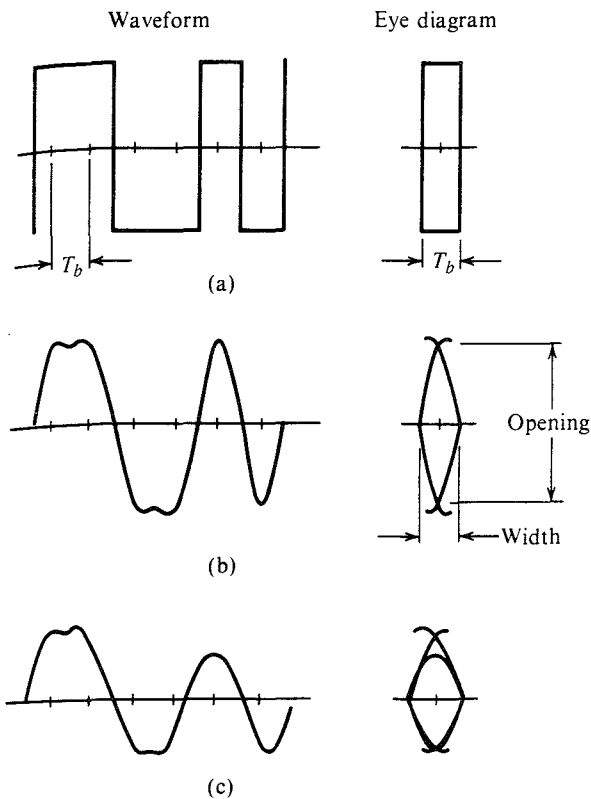 Waveform
Eye diagram
T_b
T_b
(a)
Opening
Width
(b)
(c)